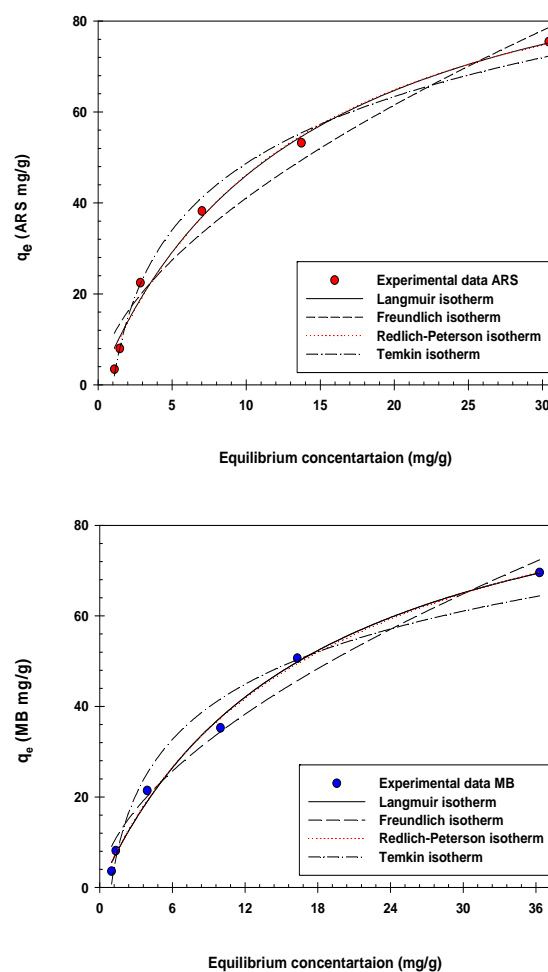 80
60
40
20
0
q_e (ARS mg/g)
Experimental data ARS
Langmuir isotherm
Freundlich isotherm
Redlich-Peterson isotherm
Temkin isotherm
0 5 10 15 20 25 30
Equilibrium concentartaion (mg/g)
80
60
40
20
0
q_e (MB mg/g)
Experimental data MB
Langmuir isotherm
Freundlich isotherm
Redlich-Peterson isotherm
Temkin isotherm
0 6 12 18 24 30 36
Equilibrium concentartaion (mg/g)